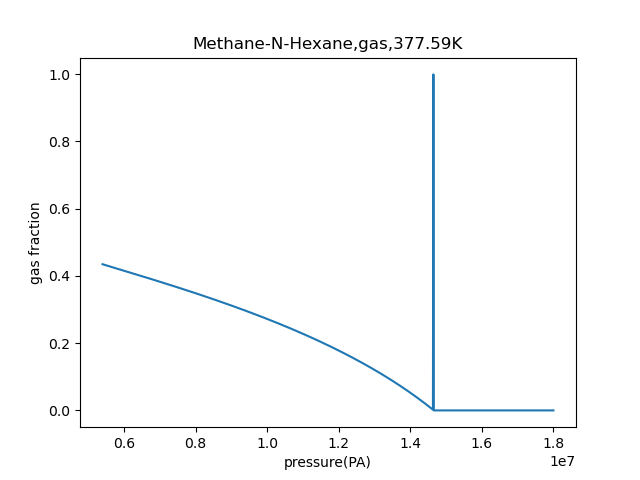 Methane-N-Hexane,gas,377.59K
1.0
0.8
0.6
0.4
0.2
0.0
gas fraction
0.6 0.8 1.0 1.2 1.4 1.6 1.8
1e7
pressure(PA)